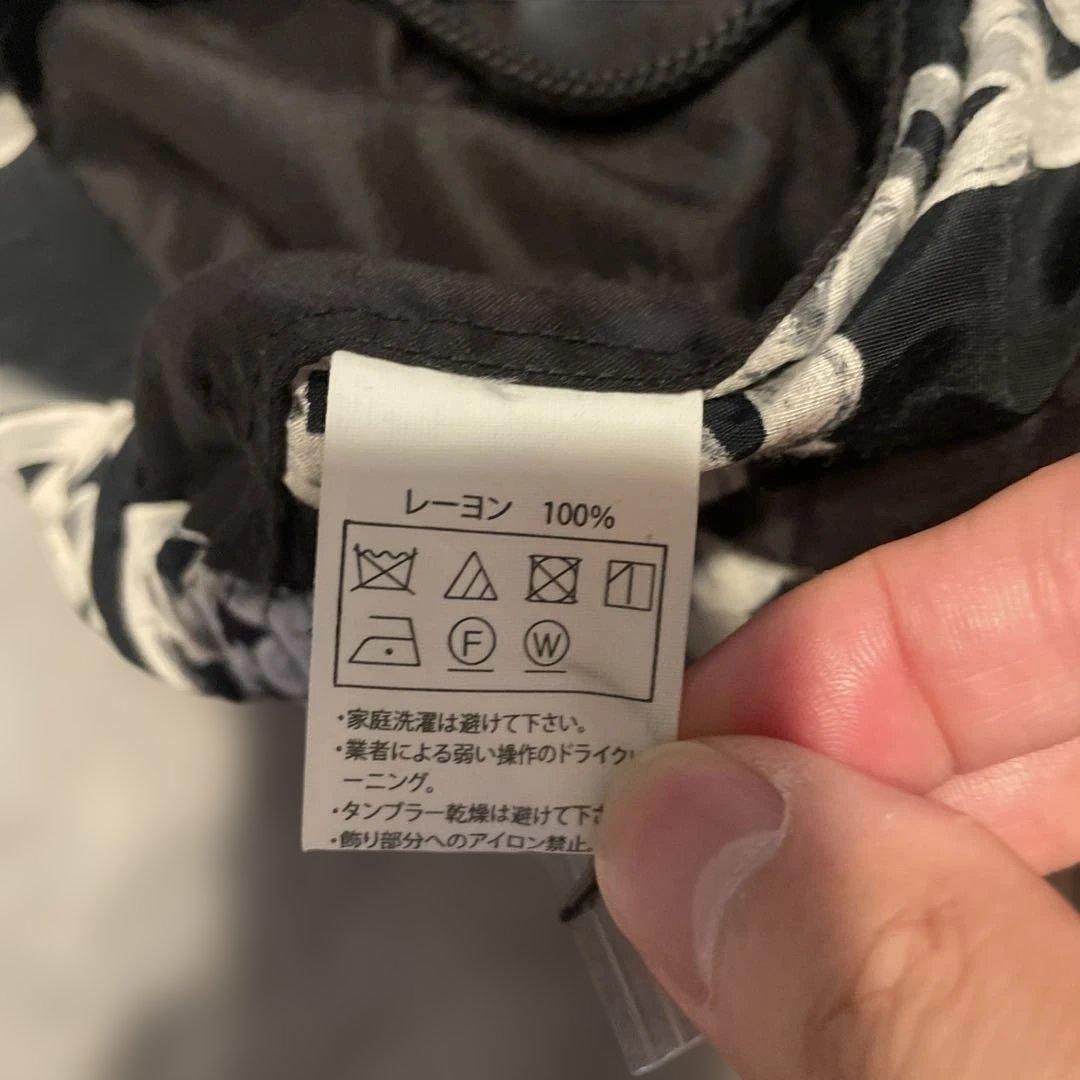 レーヨン 100%
F W
・家庭洗濯は避けて下さい。
・業者による弱い操作のドライク
ーニング。
・タンブラー乾燥は避けて下
・飾り部分へのアイロン禁止。